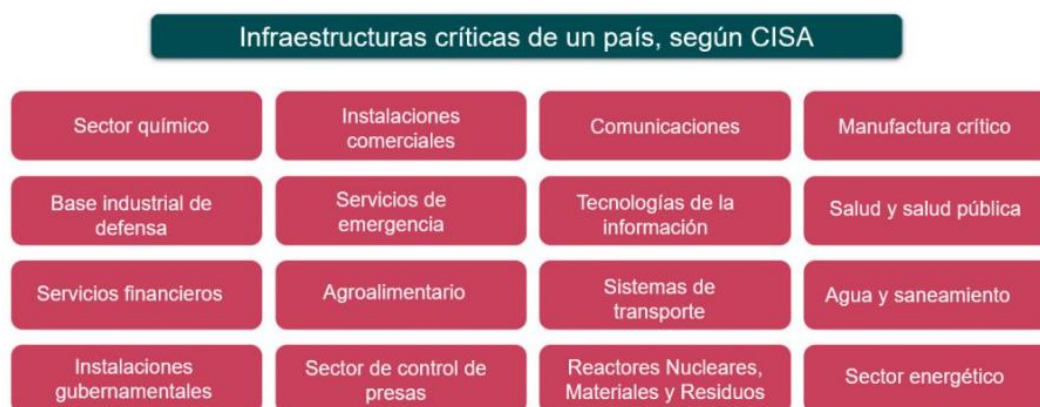 Infraestructuras críticas de un país, según CISA
Sector químico
Instalaciones
comerciales
Comunicaciones
Manufactura crítico
Base industrial de
defensa
Servicios de
emergencia
Tecnologías de la
información
Salud y salud pública
Servicios financieros
Agroalimentario
Sistemas de
transporte
Agua y saneamiento
Instalaciones
gubernamentales
Sector de control de
presas
Reactores Nucleares,
Materiales y Residuos
Sector energético